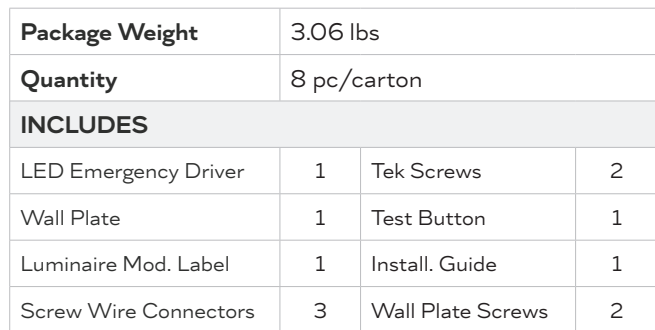 Package Weight 3.06 lbs
Quantity 8 pc/carton
INCLUDES
LED Emergency Driver 1 Tek Screws 2
Wall Plate 1 Test Button 1
Luminaire Mod. Label 1 Install. Guide 1
Screw Wire Connectors 3 Wall Plate Screws 2